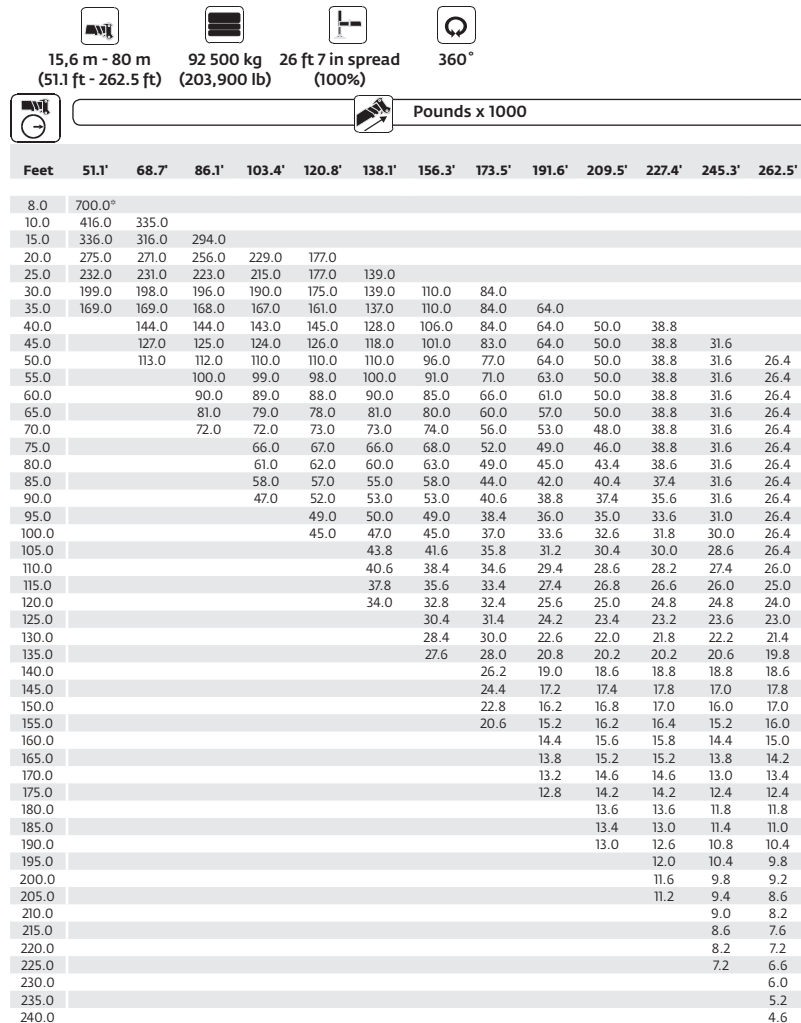 15,6 m - 80 m 92 500 kg 26 ft 7 in spread 360°
(51.1 ft - 262.5 ft) (203,900 lb) (100%)
Pounds x 1000
Feet 51.1' 68.7' 86.1' 103.4' 120.8' 138.1' 156.3' 173.5' 191.6' 209.5' 227.4' 245.3' 262.5'
8.0 700.0*
10.0 416.0 335.0
15.0 336.0 316.0 294.0
20.0 275.0 271.0 256.0 229.0 177.0
25.0 232.0 231.0 223.0 215.0 177.0 139.0
30.0 199.0 198.0 196.0 190.0 175.0 139.0 110.0 84.0
35.0 169.0 169.0 168.0 167.0 161.0 137.0 110.0 84.0 64.0
40.0 144.0 144.0 143.0 145.0 128.0 106.0 84.0 64.0 50.0 38.8
45.0 127.0 125.0 124.0 126.0 118.0 101.0 83.0 64.0 50.0 38.8 31.6
50.0 113.0 112.0 110.0 110.0 110.0 96.0 77.0 64.0 50.0 38.8 31.6 26.4
55.0 100.0 99.0 98.0 100.0 91.0 71.0 63.0 50.0 38.8 31.6 26.4
60.0 90.0 89.0 88.0 90.0 85.0 66.0 61.0 50.0 38.8 31.6 26.4
65.0 81.0 79.0 78.0 81.0 80.0 60.0 57.0 50.0 38.8 31.6 26.4
70.0 72.0 72.0 73.0 73.0 74.0 56.0 53.0 48.0 38.8 31.6 26.4
75.0 66.0 67.0 66.0 68.0 52.0 49.0 46.0 38.8 31.6 26.4
80.0 61.0 62.0 60.0 63.0 49.0 45.0 43.4 38.6 31.6 26.4
85.0 58.0 57.0 55.0 58.0 44.0 42.0 40.4 37.4 31.6 26.4
90.0 47.0 52.0 53.0 53.0 40.6 38.8 37.4 35.6 31.6 26.4
95.0 49.0 50.0 49.0 38.4 36.0 35.0 33.6 31.0 26.4
100.0 45.0 47.0 45.0 37.0 33.6 32.6 31.8 30.0 26.4
105.0 43.8 41.6 35.8 31.2 30.4 30.0 28.6 26.4
110.0 40.6 38.4 34.6 29.4 28.6 28.2 27.4 26.0
115.0 37.8 35.6 33.4 27.4 26.8 26.6 26.0 25.0
120.0 34.0 32.8 32.4 25.6 25.0 24.8 24.8 24.0
125.0 30.4 31.4 24.2 23.4 23.2 23.6 23.0
130.0 28.4 30.0 22.6 22.0 21.8 22.2 21.4
135.0 27.6 28.0 20.8 20.2 20.2 20.6 19.8
140.0 26.2 19.0 18.6 18.8 18.8 18.6
145.0 24.4 17.2 17.4 17.8 17.0 17.8
150.0 22.8 16.2 16.8 17.0 16.0 17.0
155.0 20.6 15.2 16.2 16.4 15.2 16.0
160.0 14.4 15.6 15.8 14.4 15.0
165.0 13.8 15.2 15.2 13.8 14.2
170.0 13.2 14.6 14.6 13.0 13.4
175.0 12.8 14.2 14.2 12.4 12.4
180.0 13.6 13.6 11.8 11.8
185.0 13.4 13.0 11.4 11.0
190.0 13.0 12.6 10.8 10.4
195.0 12.0 10.4 9.8
200.0 11.6 9.8 9.2
205.0 11.2 9.4 8.6
210.0 9.0 8.2
215.0 8.6 7.6
220.0 8.2 7.2
225.0 7.2 6.6
230.0 6.0
235.0 5.2
240.0 4.6